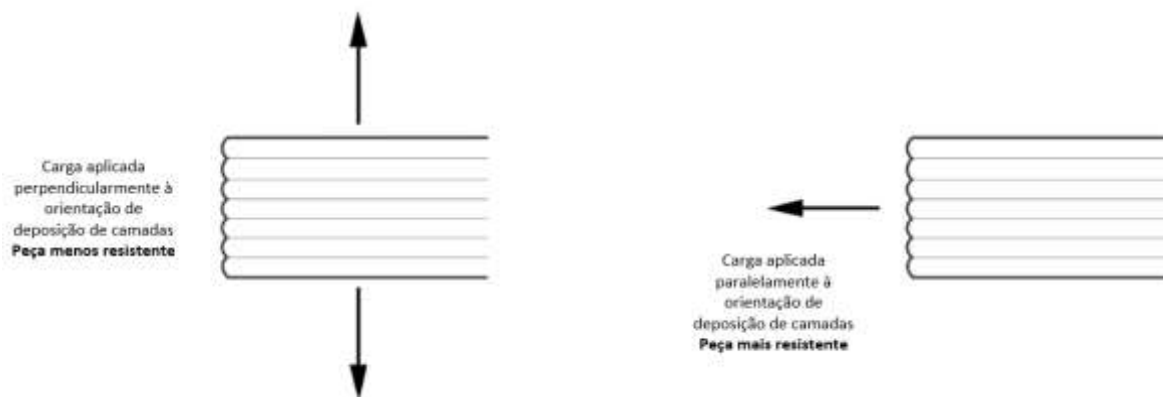 Carga aplicada
perpendicularmente à
orientação de
deposição de camadas
Peça menos resistente
Carga aplicada
paralelamente à
orientação de
deposição de camadas
Peça mais resistente